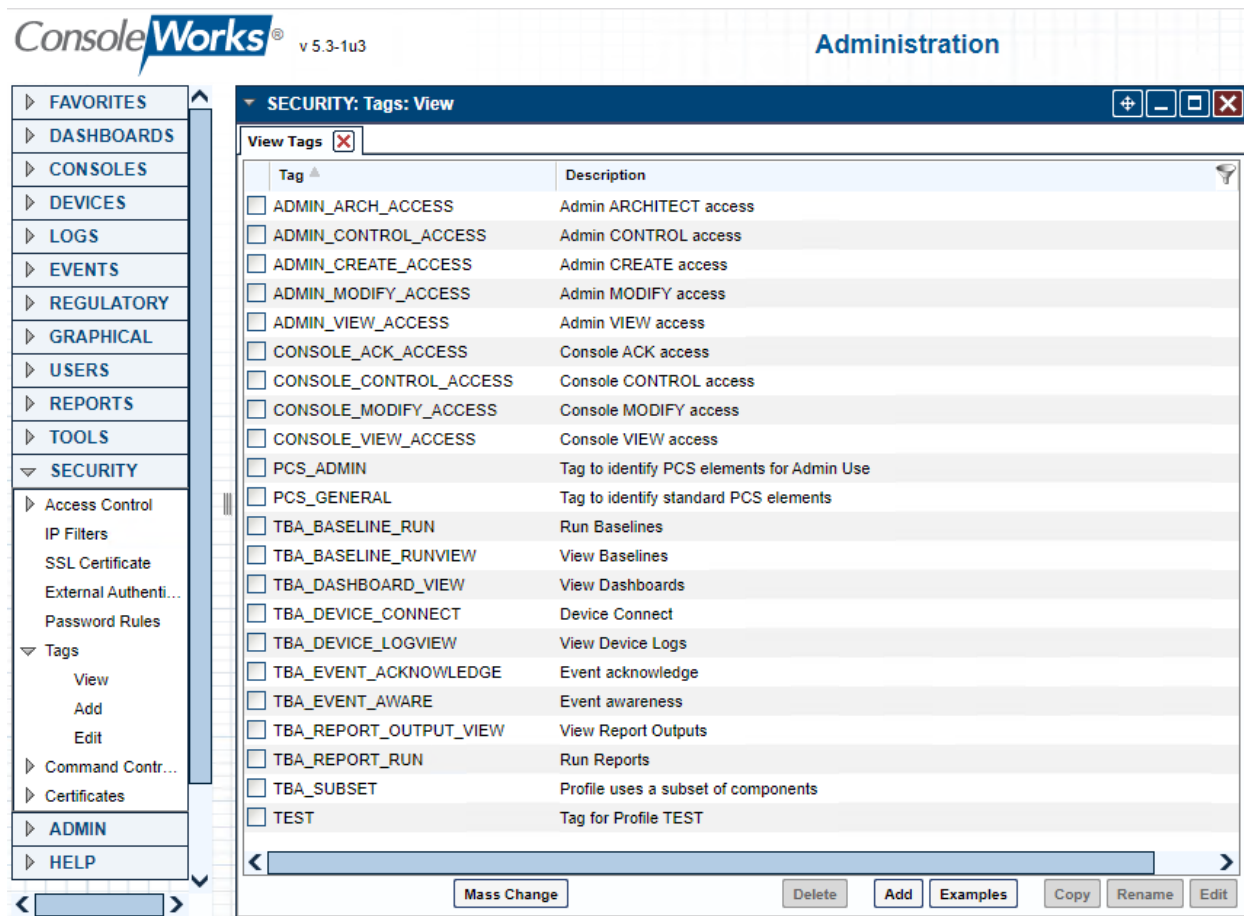 ConsoleWorks® v 5.3-1u3
Administration
FAVORITES
DASHBOARDS
CONSOLES
DEVICES
LOGS
EVENTS
REGULATORY
GRAPHICAL
USERS
REPORTS
TOOLS
SECURITY
Access Control
IP Filters
SSL Certificate
External Authenti...
Password Rules
Tags
View
Add
Edit
Command Contr...
Certificates
ADMIN
HELP
SECURITY: Tags: View
View Tags
Tag Description
ADMIN_ARCH_ACCESS Admin ARCHITECT access
ADMIN_CONTROL_ACCESS Admin CONTROL access
ADMIN_CREATE_ACCESS Admin CREATE access
ADMIN_MODIFY_ACCESS Admin MODIFY access
ADMIN_VIEW_ACCESS Admin VIEW access
CONSOLE_ACK_ACCESS Console ACK access
CONSOLE_CONTROL_ACCESS Console CONTROL access
CONSOLE_MODIFY_ACCESS Console MODIFY access
CONSOLE_VIEW_ACCESS Console VIEW access
PCS_ADMIN Tag to identify PCS elements for Admin Use
PCS_GENERAL Tag to identify standard PCS elements
TBA_BASELINE_RUN Run Baselines
TBA_BASELINE_RUNVIEW View Baselines
TBA_DASHBOARD_VIEW View Dashboards
TBA_DEVICE_CONNECT Device Connect
TBA_DEVICE_LOGVIEW View Device Logs
TBA_EVENT_ACKNOWLEDGE Event acknowledge
TBA_EVENT_AWARE Event awareness
TBA_REPORT_OUTPUT_VIEW View Report Outputs
TBA_REPORT_RUN Run Reports
TBA_SUBSET Profile uses a subset of components
TEST Tag for Profile TEST
Mass Change Delete Add Examples Copy Rename Edit